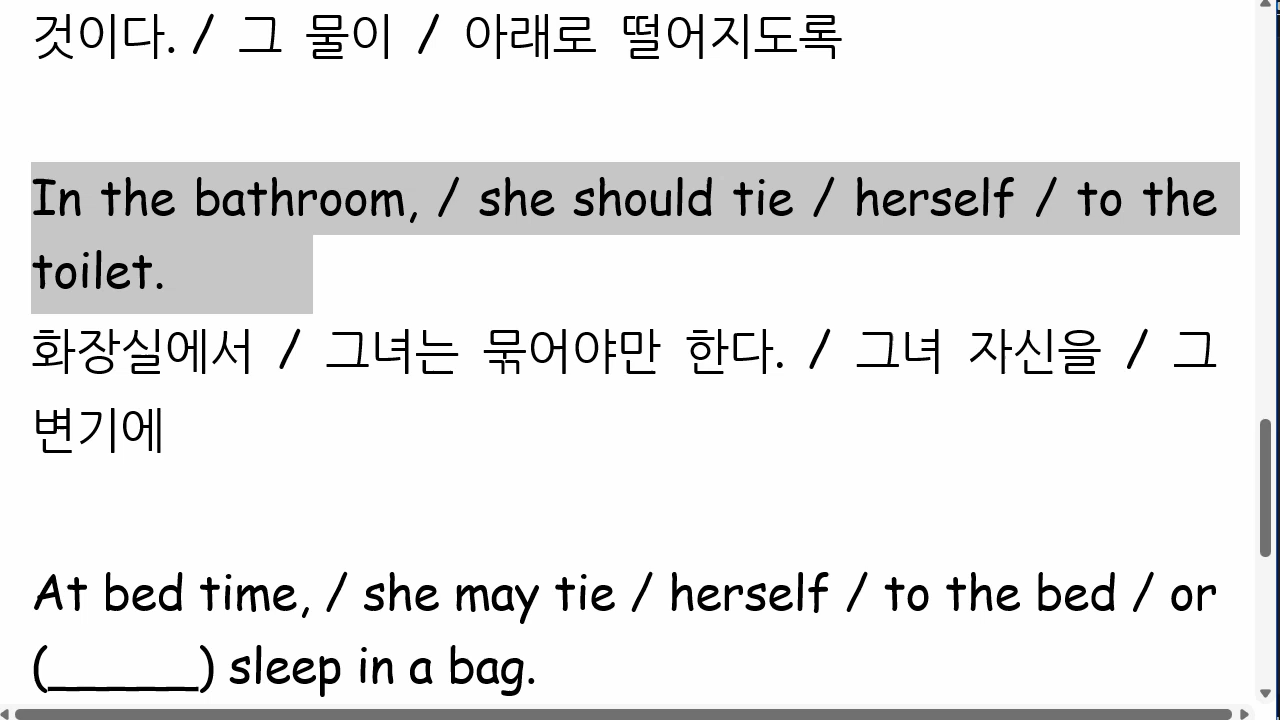 것이다. / 그 물이 / 아래로 떨어지도록
In the bathroom, / she should tie / herself / to the
toilet.
화장실에서 / 그녀는 묶어야만 한다. / 그녀 자신을 / 그
변기에
At bed time, / she may tie / herself / to the bed / or
(______) sleep in a bag.